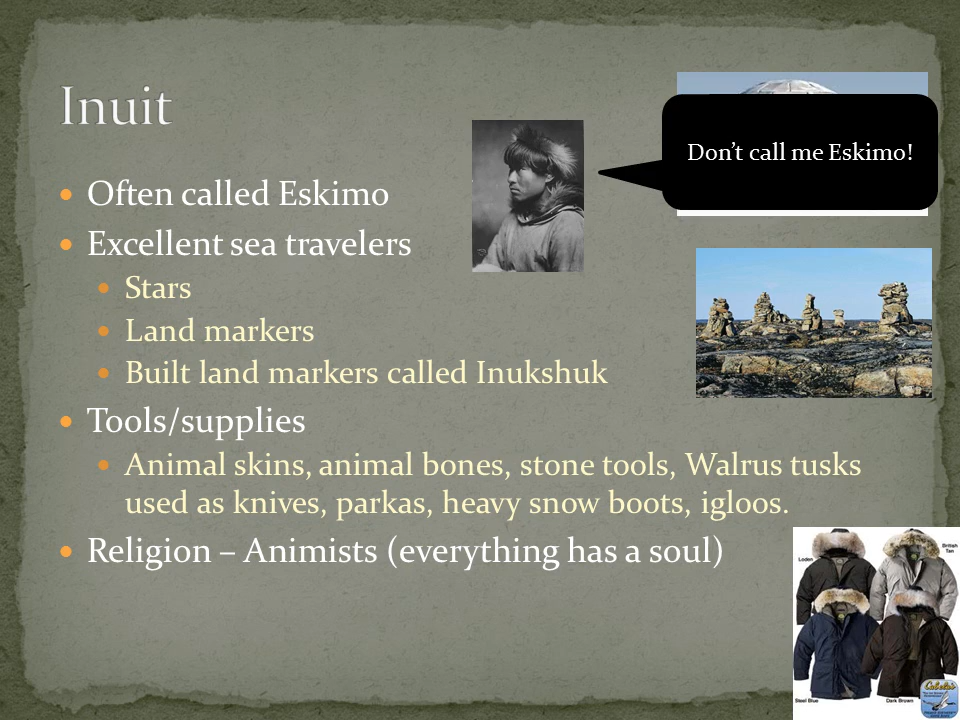 Inuit
Don’t call me Eskimo!
• Often called Eskimo
• Excellent sea travelers
• Stars
• Land markers
• Built land markers called Inukshuk
• Tools/supplies
• Animal skins, animal bones, stone tools, Walrus tusks
used as knives, parkas, heavy snow boots, igloos.
• Religion – Animists (everything has a soul)
Loden
British
Tan
Steel Blue
Dark Brown
Cabela's